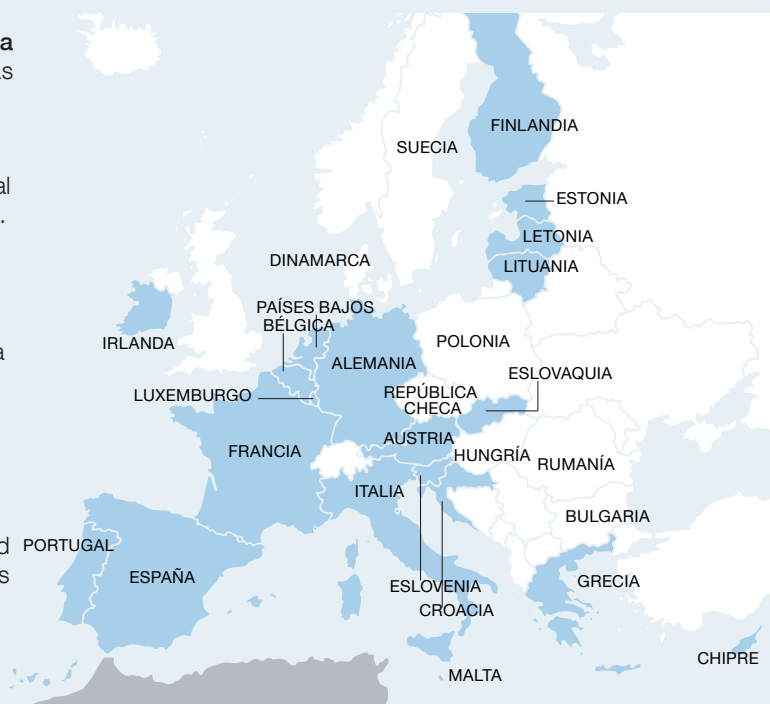 a
s
al
.
a
d
s
FINLANDIA
SUECIA
ESTONIA
LETONIA
DINAMARCA
LITUANIA
PAÍSES BAJOS
BÉLGICA
IRLANDA
POLONIA
ALEMANIA
ESLOVAQUIA
LUXEMBURGO
REPÚBLICA
CHECA
AUSTRIA
FRANCIA
HUNGRÍA
RUMANÍA
ITALIA
BULGARIA
PORTUGAL
ESPAÑA
ESLOVENIA
GRECIA
CROACIA
CHIPRE
MALTA